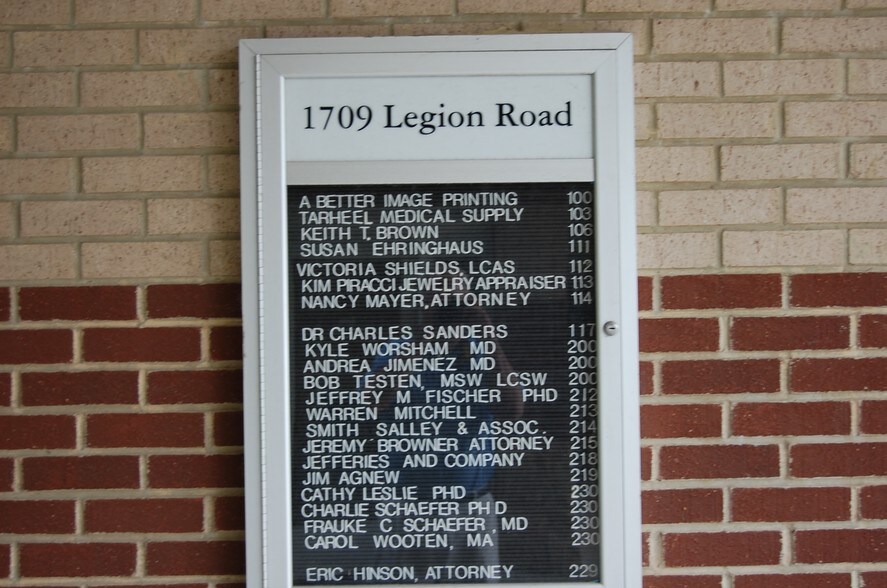 1709 Legion Road
A BETTER IMAGE PRINTING 100
TARHEEL MEDICAL SUPPLY 103
KEITH T, BROWN 106
SUSAN EHRINGHAUS 111
VICTORIA SHIELDS, LCAS 112
KIM PIRACCI JEWELRY APPRAISER 113
NANCY MAYER, ATTORNEY 114
DR CHARLES SANDERS 117
KYLE WORSHAM MD 200
ANDREA JIMENEZ MD 200
BOB TESTEN, MSW LCSW 200
JEFFREY M FISCHER PHD 212
WARREN MITCHELL 213
SMITH SALLEY & ASSOC. 214
JEREMY BROWNER ATTORNEY 215
JEFFERIES AND COMPANY 218
JIM AGNEW 219
CATHY LESLIE PHD 230
CHARLIE SCHAEFER PH D 230
FRAUKE C SCHAEFER, MD 230
CAROL WOOTEN, MA 230
ERIC HINSON, ATTORNEY 229